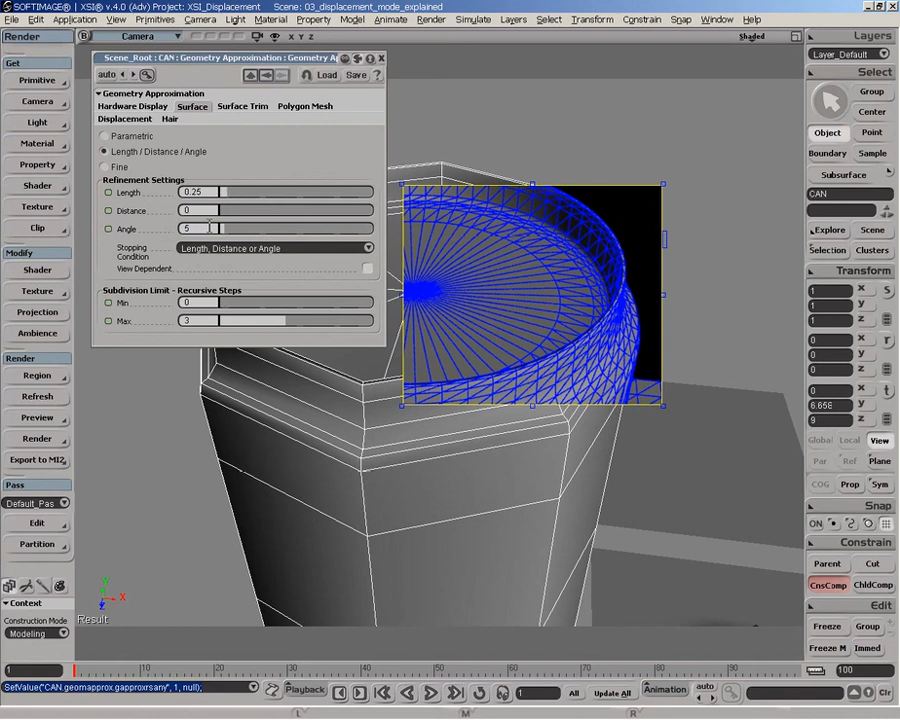 SOFTIMAGE® | XSI® v.4.0 (Adv) Project: XSI_Displacement Scene: 03_displacement_mode_explained
File Edit View Application Display Primitives Camera Light Material Property Model Animate Simulate Layers Select Transform Constrain Snap Window Help
Render
Get
Primitive
Camera
Light
Material
Property
Shader
Texture
Clip
Modify
Shader
Texture
Projection
Ambience
Render
Region
Refresh
Preview
Render
Export to MI2
Pass
Default_Pas
Edit
Partition
Context
Construction Mode
Modeling
B Camera X Y Z Shaded
Scene_Root : CAN : Geometry Approximation : Geometry Ap
auto Load Save ?
Geometry Approximation
Hardware Display Surface Surface Trim Polygon Mesh
Displacement Hair
Parametric
Length / Distance / Angle
Fine
Refinement Settings
Length 0.25
Distance 0
Angle 5
Stopping Condition Length, Distance or Angle
View Dependent
Subdivision Limit - Recursive Steps
Min 0
Max 3
Y
X
Z
Result
Layers
Layer_Default
Select
Group
Center
Object Point
Boundary Sample
Subsurface
CAN
Explore Scene
Selection Clusters
Transform
1 x S
1 y
1 z
0 x r
0 y
0 z
0 x t
6.658 y
9 z
Global Local View
Par Ref Plane
COG Prop Sym
Snap
ON
Constrain
Parent Cut
CnsComp ChldComp
Edit
Freeze Group
Freeze M Immed
1 10 20 30 40 50 60 70 80 90 100
SetValue("CAN.geomapprox.gapproxrsany", 1, null);
Playback 1 All Update All Animation auto Clr
L M R